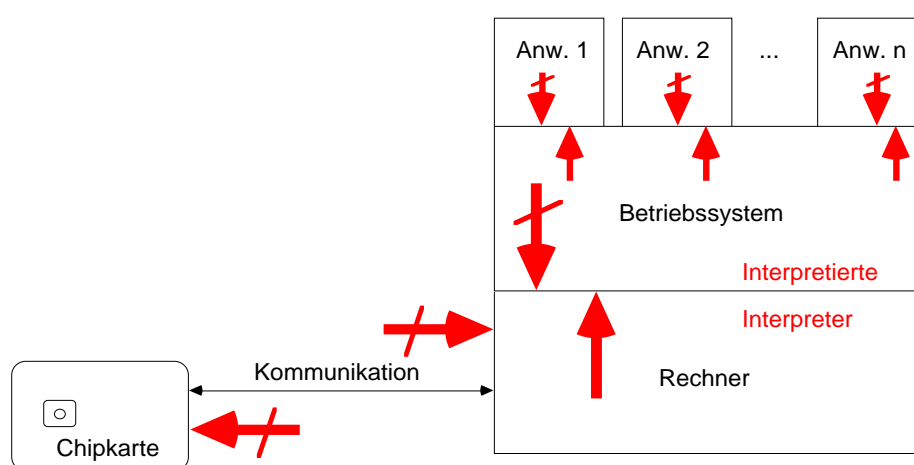 Anw. 1
Anw. 2
...
Anw. n
Betriebssystem
Interpretierte
Interpreter
Kommunikation
Rechner
Chipkarte